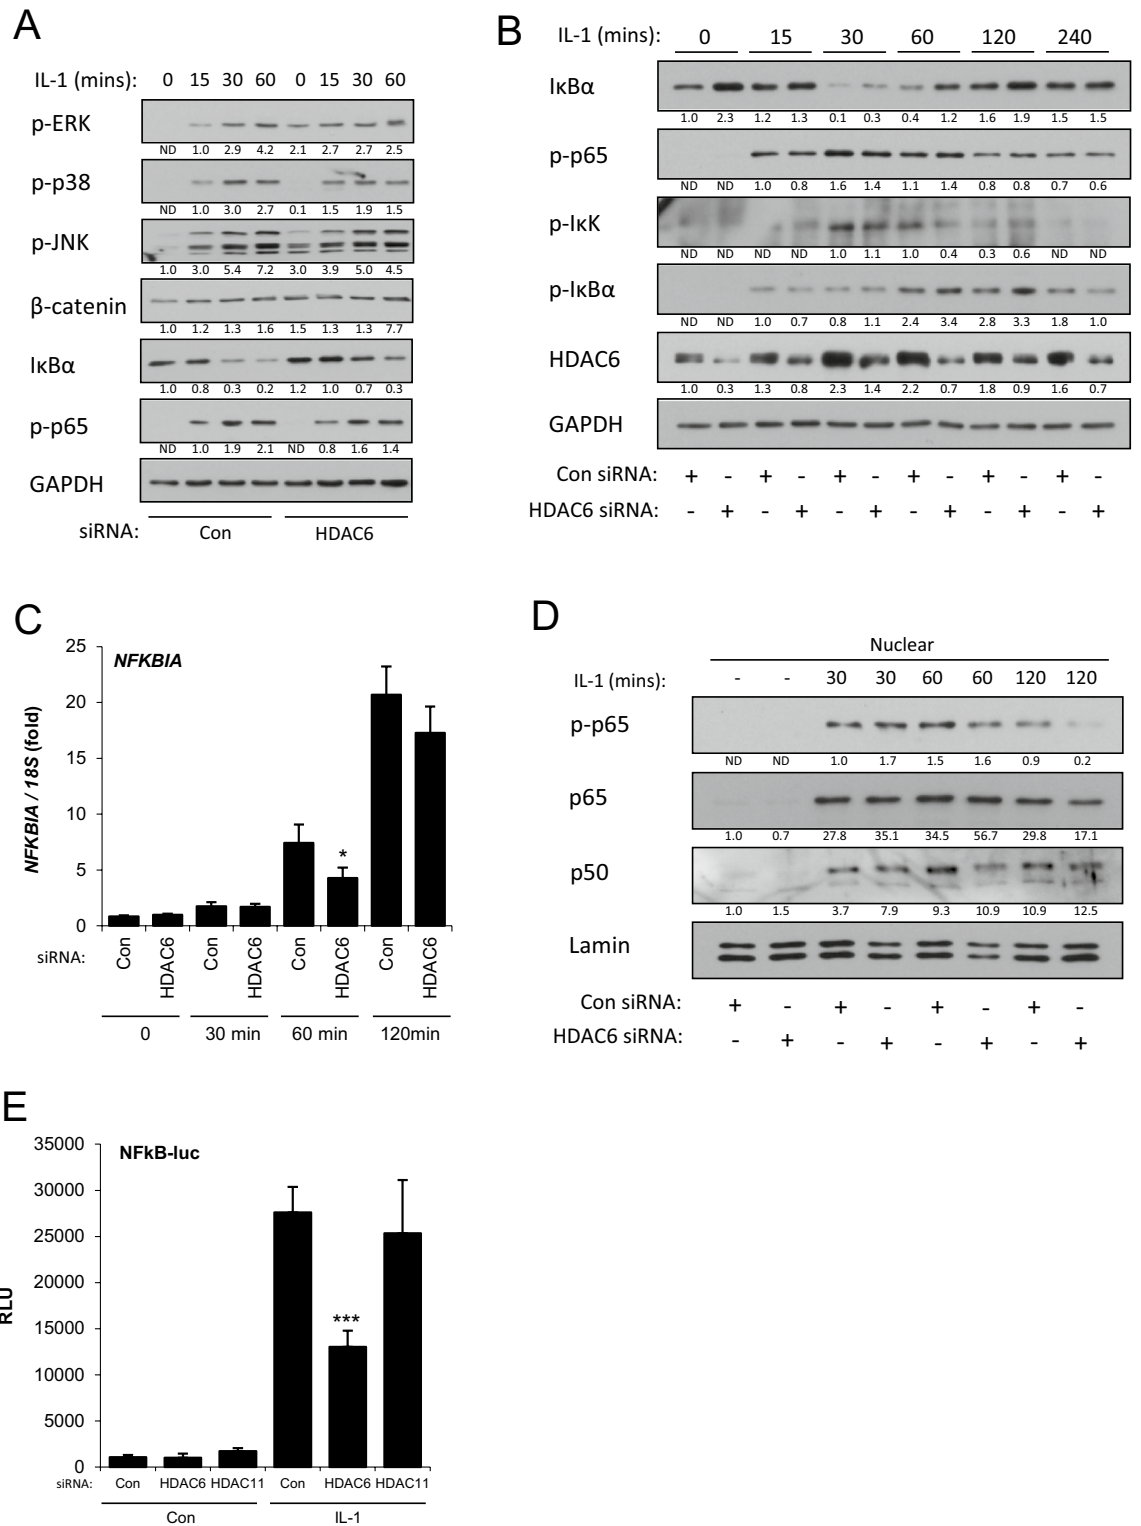 A
IL-1 (mins): 0 15 30 60 0 15 30 60
p-ERK
ND 1.0 2.9 4.2 2.1 2.7 2.7 2.5
p-p38
ND 1.0 3.0 2.7 0.1 1.5 1.9 1.5
p-JNK
1.0 3.0 5.4 7.2 3.0 3.9 5.0 4.5
β-catenin
1.0 1.2 1.3 1.6 1.5 1.3 1.3 7.7
IκBα
1.0 0.8 0.3 0.2 1.2 1.0 0.7 0.3
p-p65
ND 1.0 1.9 2.1 ND 0.8 1.6 1.4
GAPDH
siRNA: Con HDAC6
B
IL-1 (mins): 0 15 30 60 120 240
IκBα
1.0 2.3 1.2 1.3 0.1 0.3 0.4 1.2 1.6 1.9 1.5 1.5
p-p65
ND ND 1.0 0.8 1.6 1.4 1.1 1.4 0.8 0.8 0.7 0.6
p-IκK
ND ND ND ND 1.0 1.1 1.0 0.4 0.3 0.6 ND ND
p-IκBα
ND ND 1.0 0.7 0.8 1.1 2.4 3.4 2.8 3.3 1.8 1.0
HDAC6
1.0 0.3 1.3 0.8 2.3 1.4 2.2 0.7 1.8 0.9 1.6 0.7
GAPDH
Con siRNA: + - + - + - + - + - + -
HDAC6 siRNA: - + - + - + - + - + - +
C
NFKBIA
NFKBIA / 18S (fold)
25
20
15
10
5
0
*
siRNA: Con HDAC6 Con HDAC6 Con HDAC6 Con HDAC6
0 30 min 60 min 120min
D
Nuclear
IL-1 (mins): - - 30 30 60 60 120 120
p-p65
ND ND 1.0 1.7 1.5 1.6 0.9 0.2
p65
1.0 0.7 27.8 35.1 34.5 56.7 29.8 17.1
p50
1.0 1.5 3.7 7.9 9.3 10.9 10.9 12.5
Lamin
Con siRNA: + - + - + - + -
HDAC6 siRNA: - + - + - + - +
E
NFkB-luc
RLU
35000
30000
25000
20000
15000
10000
5000
0
***
siRNA: Con HDAC6 HDAC11 Con HDAC6 HDAC11
Con IL-1